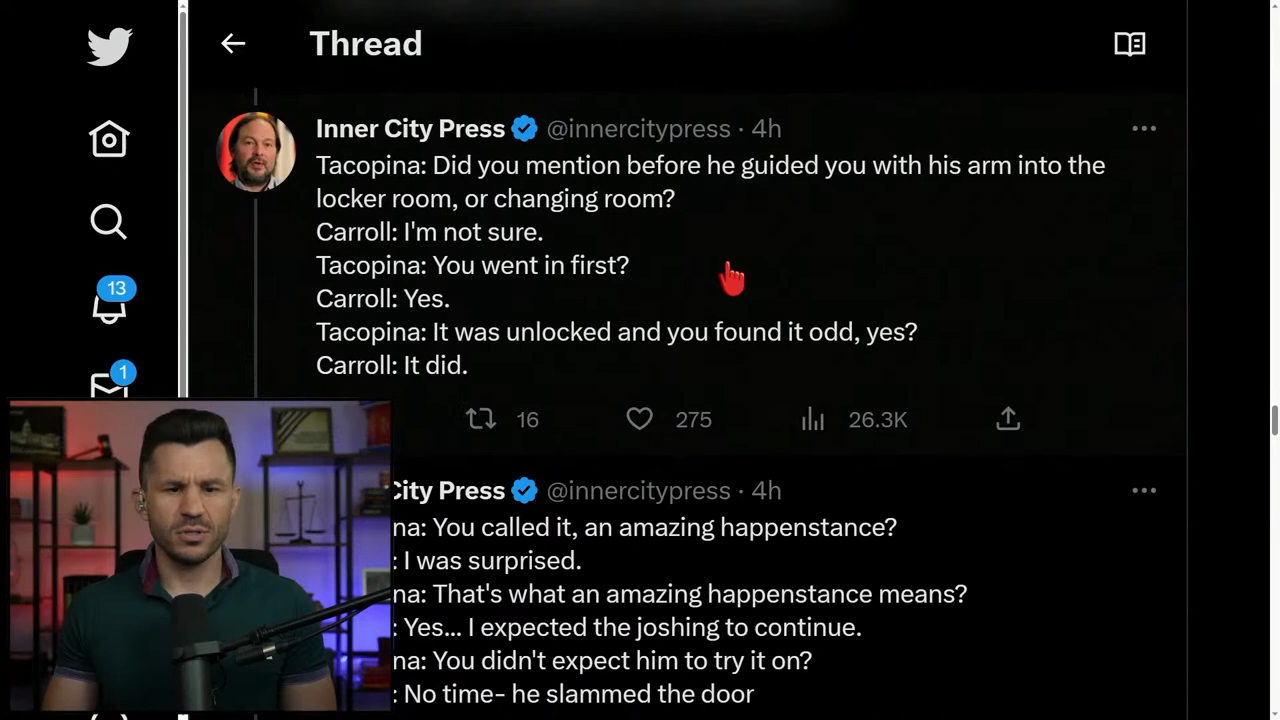 Thread
Inner City Press @innercitypress · 4h
Tacopina: Did you mention before he guided you with his arm into the
locker room, or changing room?
Carroll: I'm not sure.
Tacopina: You went in first?
Carroll: Yes.
Tacopina: It was unlocked and you found it odd, yes?
Carroll: It did.
13
1
16
275
26.3K
City Press @innercitypress · 4h
na: You called it, an amazing happenstance?
: I was surprised.
na: That's what an amazing happenstance means?
: Yes... I expected the joshing to continue.
na: You didn't expect him to try it on?
: No time- he slammed the door